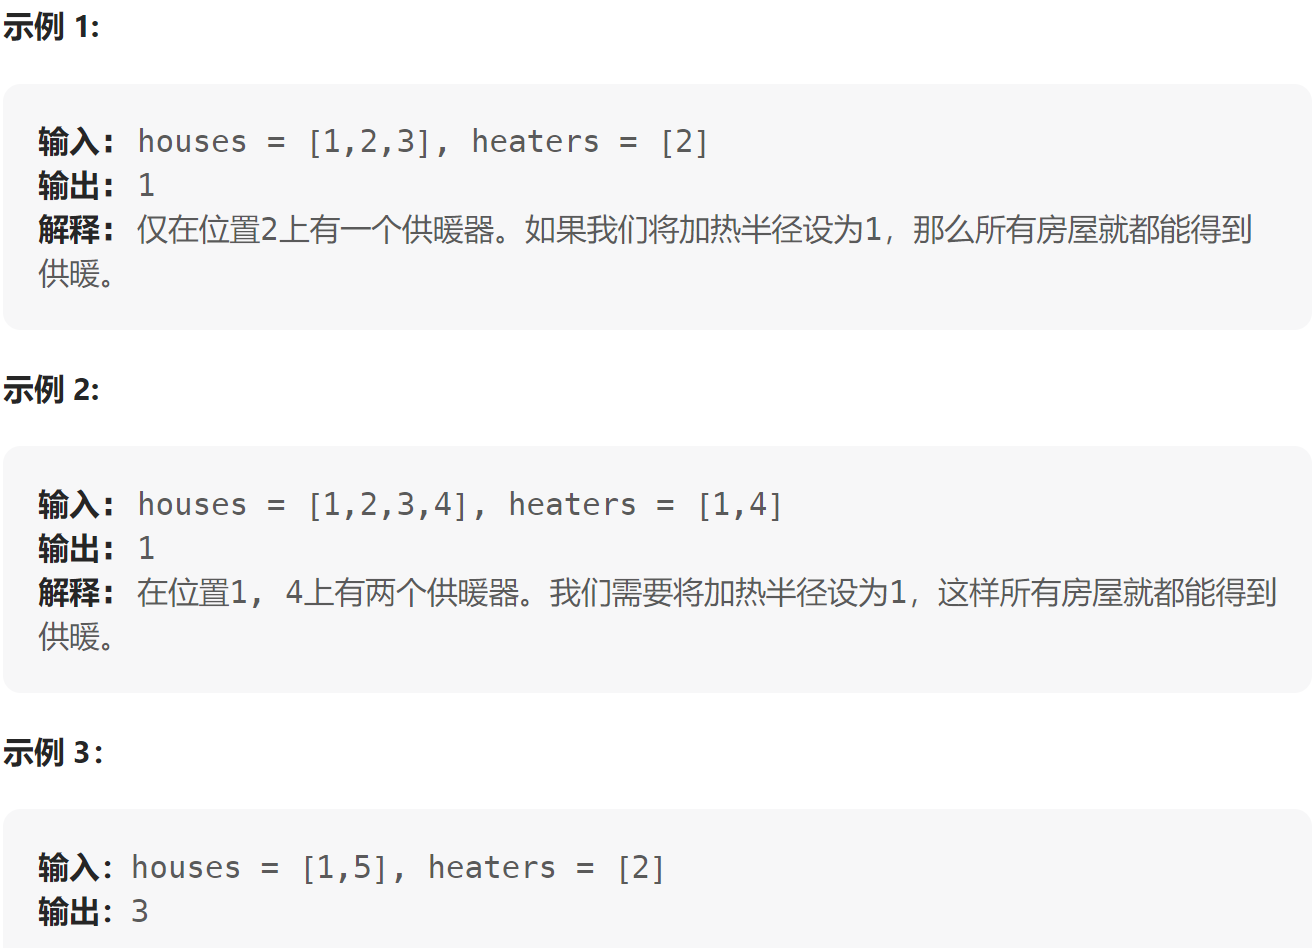 示例 1:
输入: houses = [1,2,3], heaters = [2]
输出: 1
解释: 仅在位置2上有一个供暖器。如果我们将加热半径设为1，那么所有房屋就都能得到
供暖。
示例 2:
输入: houses = [1,2,3,4], heaters = [1,4]
输出: 1
解释: 在位置1, 4上有两个供暖器。我们需要将加热半径设为1，这样所有房屋就都能得到
供暖。
示例 3：
输入：houses = [1,5], heaters = [2]
输出：3